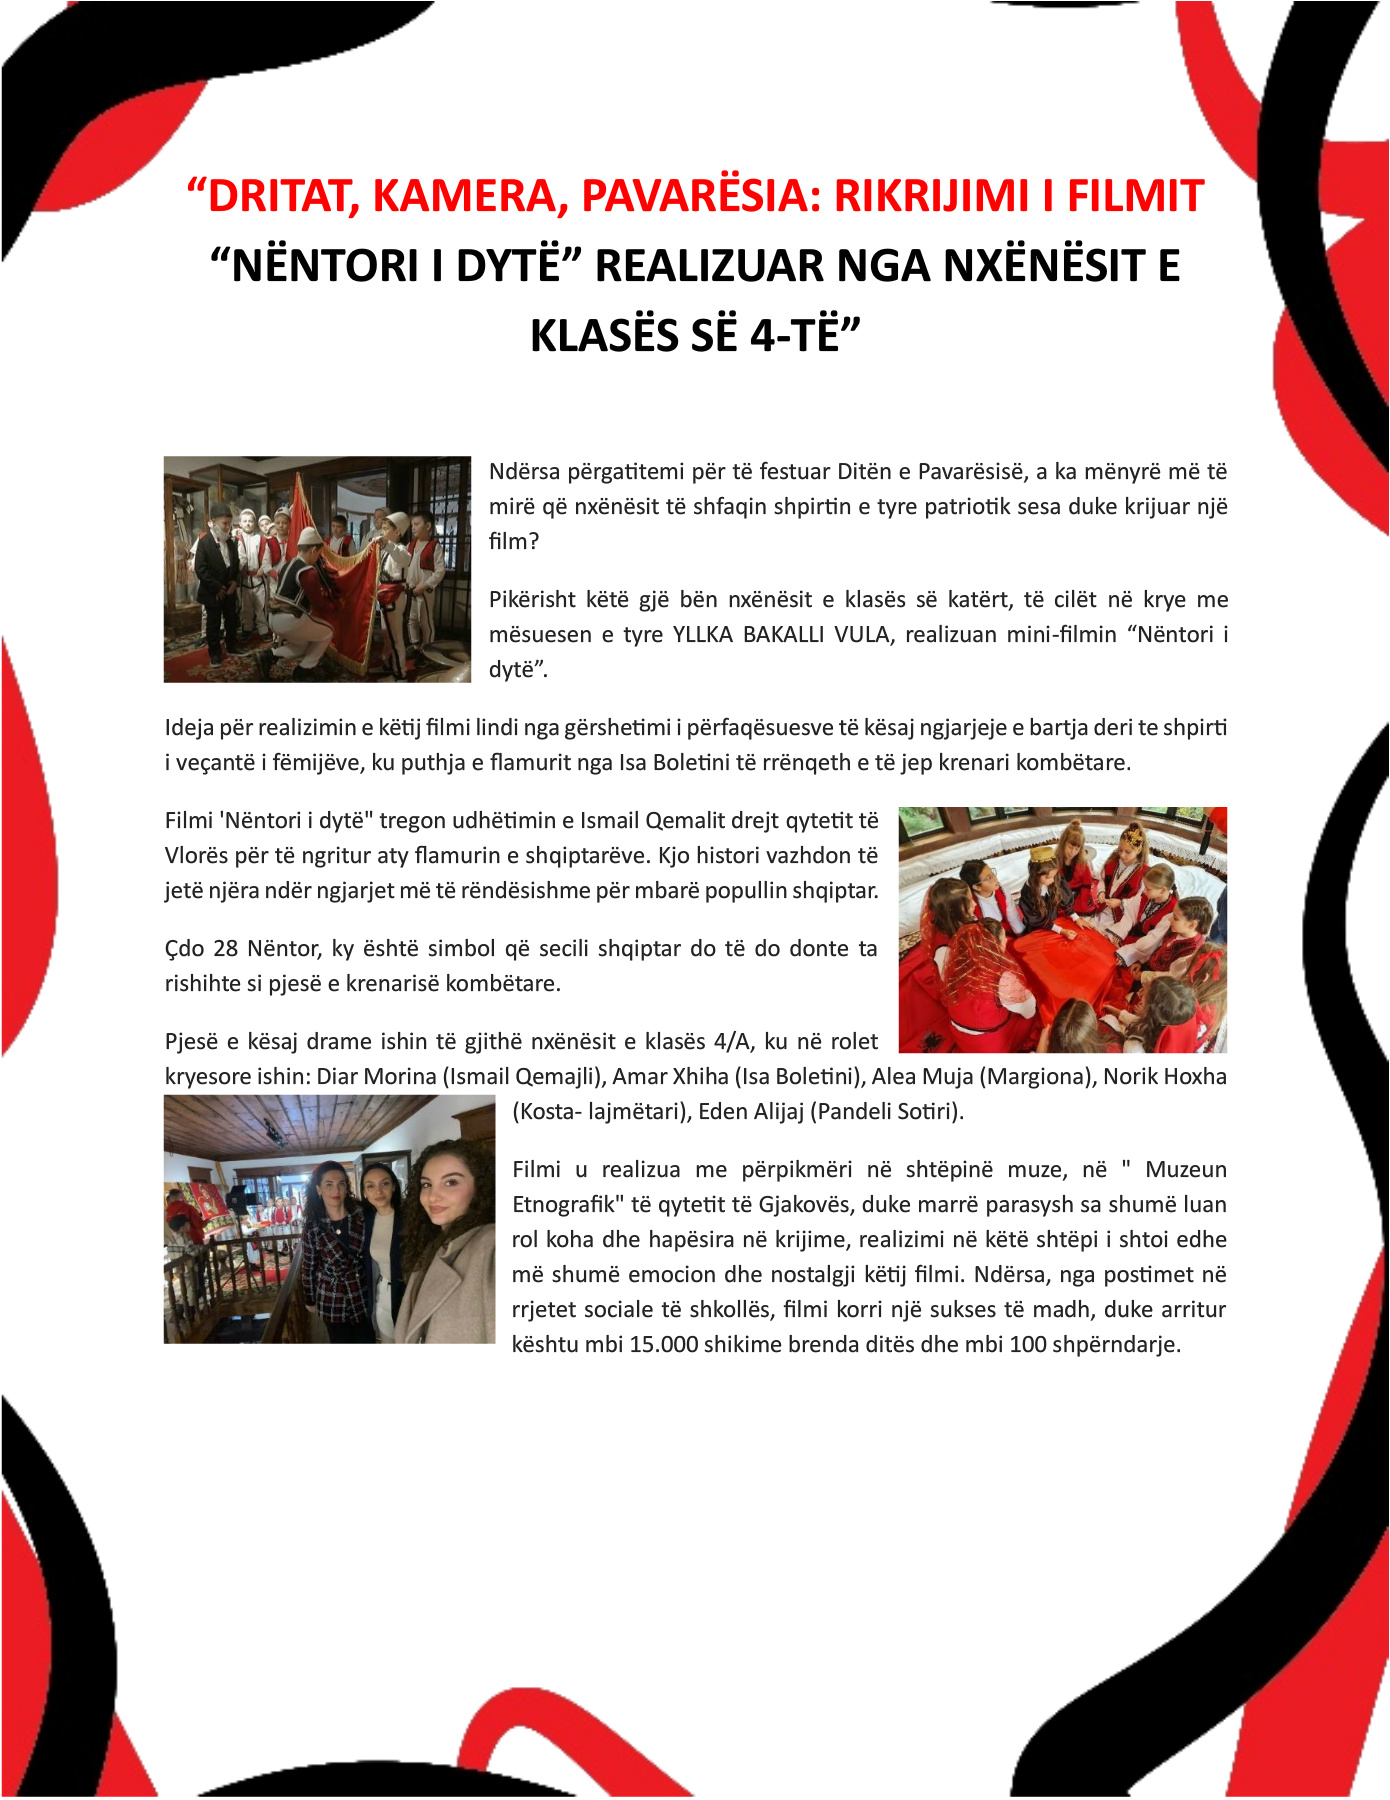 “DRITAT, KAMERA, PAVARËSIA: RIKRIJIMI I FILMIT
“NËNTORI I DYTË” REALIZUAR NGA NXËNËSIT E
KLASËS SË 4-TË”
Ndërsa përgatitemi për të festuar Ditën e Pavarësisë, a ka mënyrë më të
mirë që nxënësit të shfaqin shpirtin e tyre patriotik sesa duke krijuar një
film?
Pikërisht këtë gjë bën nxënësit e klasës së katërt, të cilët në krye me
mësuesen e tyre YLLKA BAKALLI VULA, realizuan mini-filmin “Nëntori i
dytë”.
Ideja për realizimin e këtij filmi lindi nga gërshetimi i përfaqësuesve të kësaj ngjarjeje e bartja deri te shpirti
i veçantë i fëmijëve, ku puthja e flamurit nga Isa Boletini të rrënqeth e të jep krenari kombëtare.
Filmi 'Nëntori i dytë" tregon udhëtimin e Ismail Qemalit drejt qytetit të
Vlorës për të ngritur aty flamurin e shqiptarëve. Kjo histori vazhdon të
jetë njëra ndër ngjarjet më të rëndësishme për mbarë popullin shqiptar.
Çdo 28 Nëntor, ky është simbol që secili shqiptar do të do donte ta
rishihte si pjesë e krenarisë kombëtare.
Pjesë e kësaj drame ishin të gjithë nxënësit e klasës 4/A, ku në rolet
kryesore ishin: Diar Morina (Ismail Qemajli), Amar Xhiha (Isa Boletini), Alea Muja (Margiona), Norik Hoxha
(Kosta- lajmëtari), Eden Alijaj (Pandeli Sotiri).
Filmi u realizua me përpikmëri në shtëpinë muze, në " Muzeun
Etnografik" të qytetit të Gjakovës, duke marrë parasysh sa shumë luan
rol koha dhe hapësira në krijime, realizimi në këtë shtëpi i shtoi edhe
më shumë emocion dhe nostalgji këtij filmi. Ndërsa, nga postimet në
rrjetet sociale të shkollës, filmi korri një sukses të madh, duke arritur
kështu mbi 15.000 shikime brenda ditës dhe mbi 100 shpërndarje.